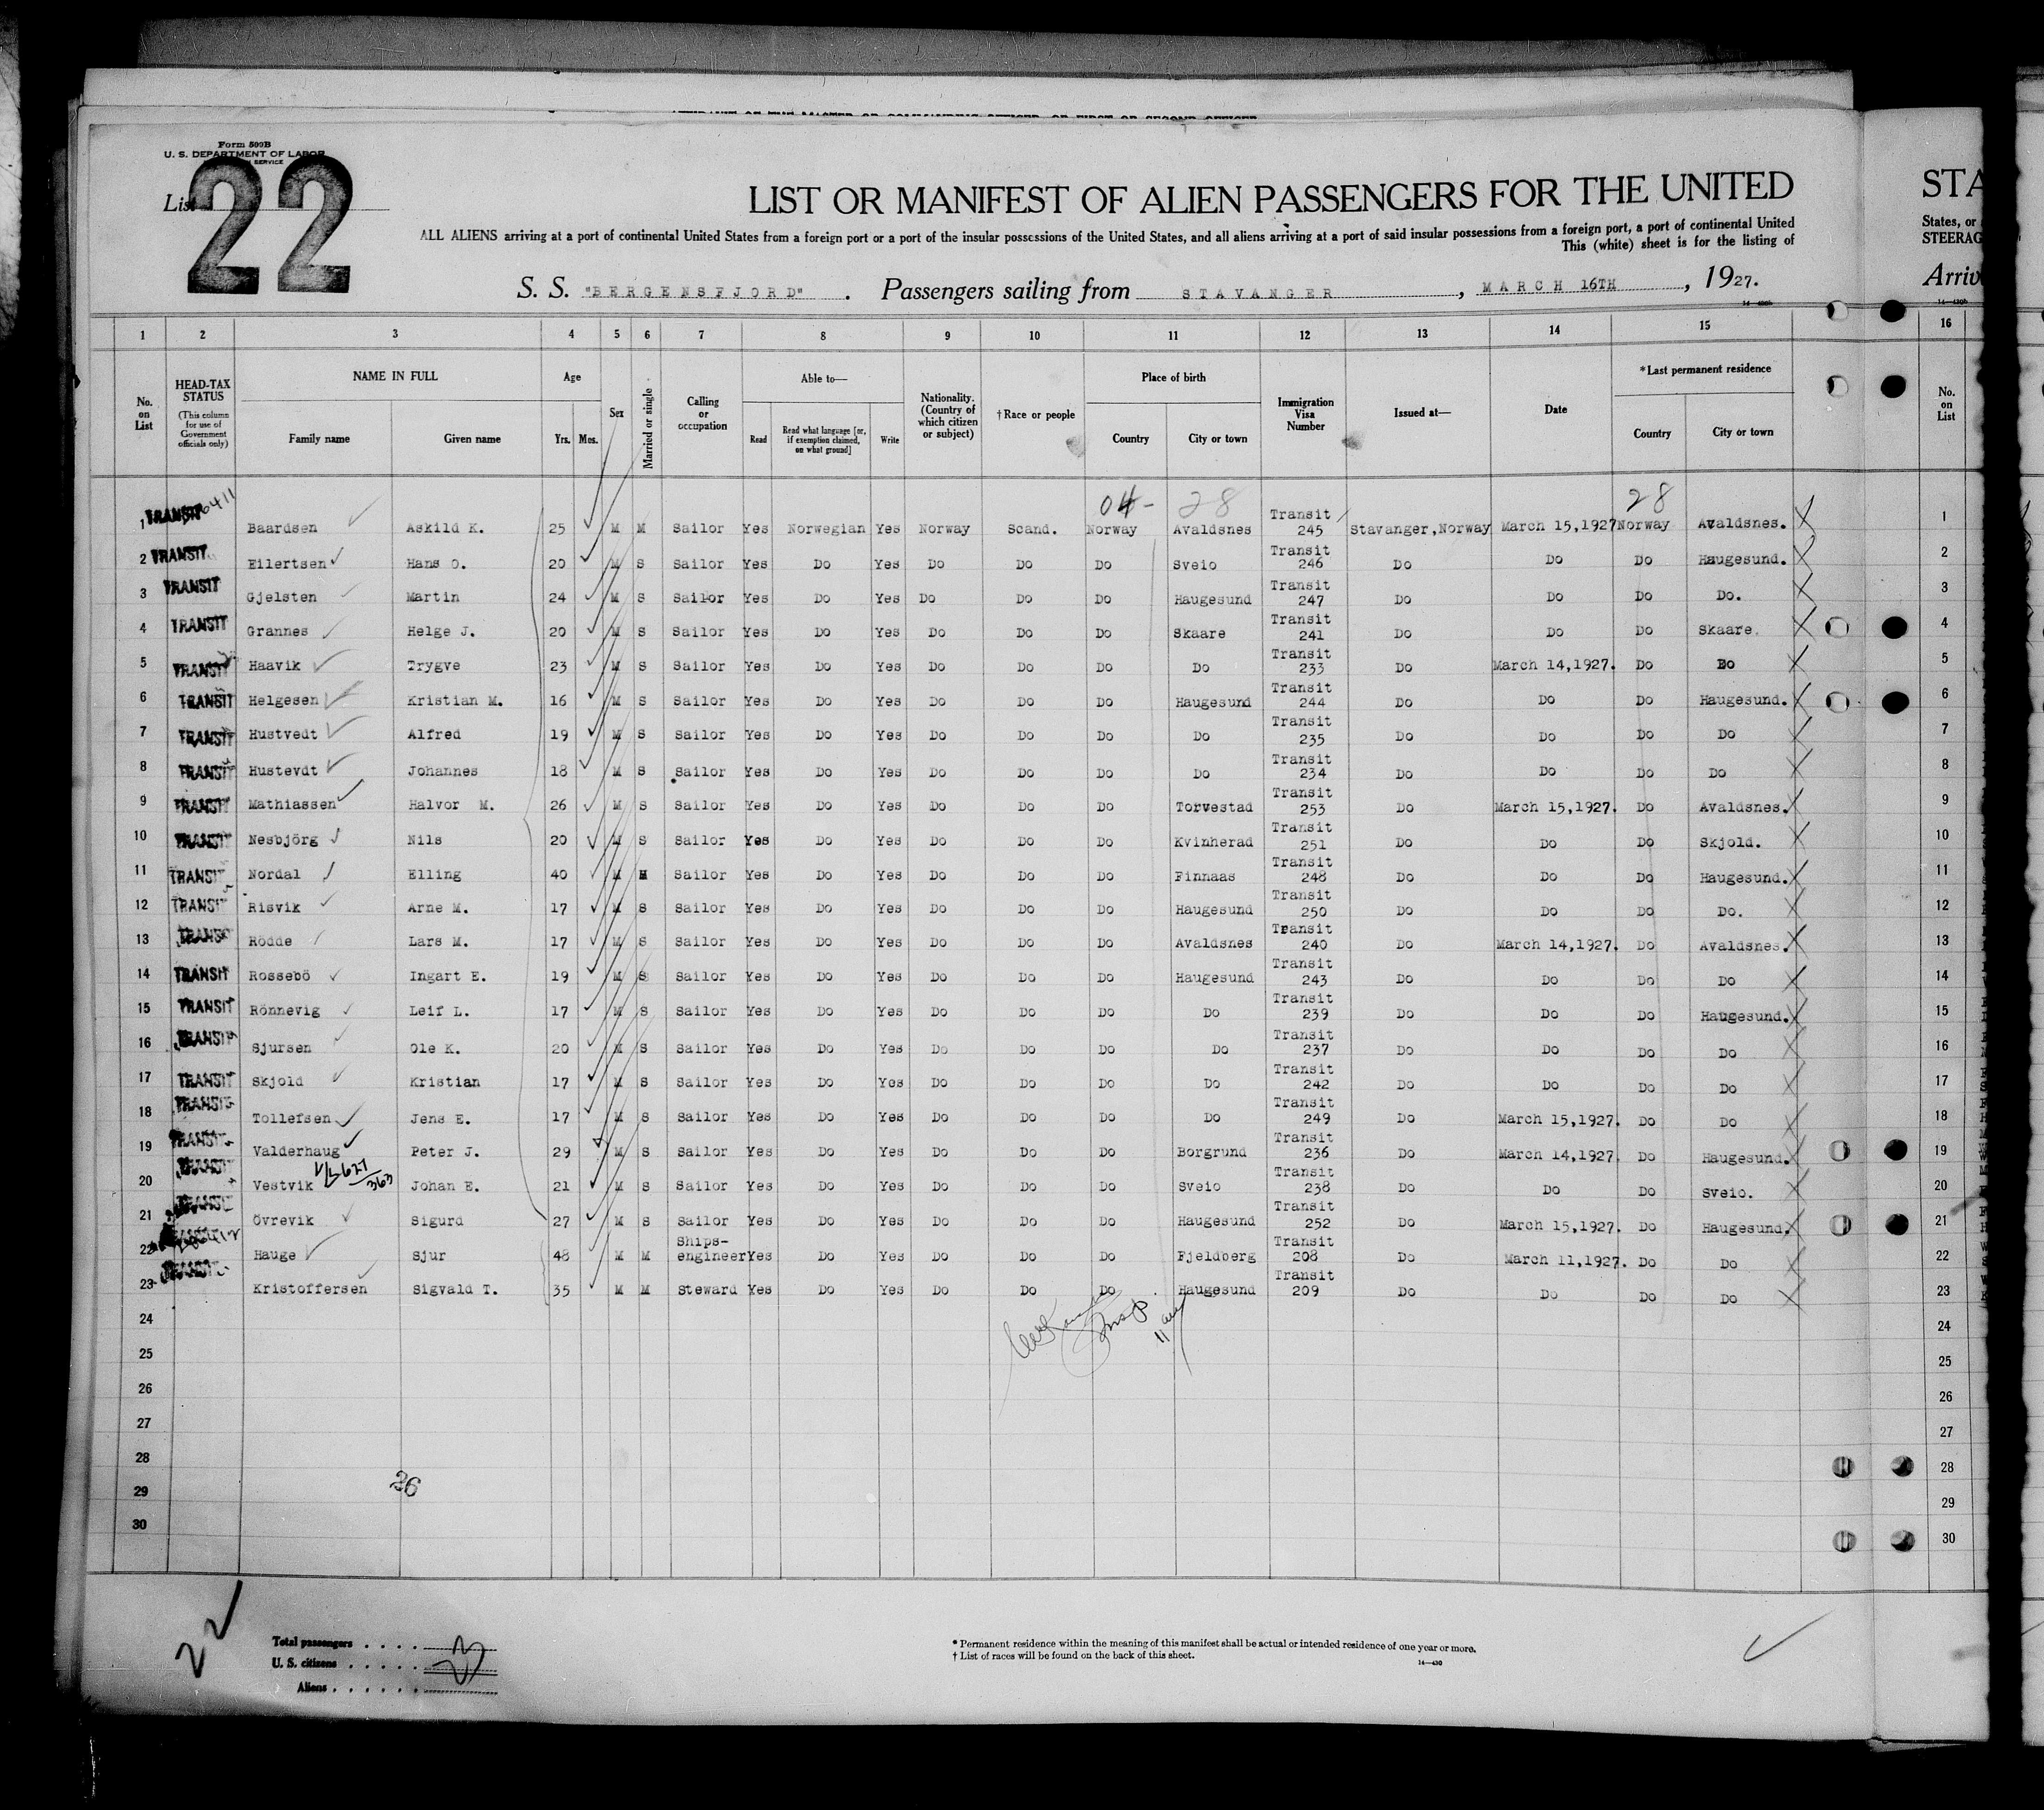 Form 500B
U. S. DEPARTMENT OF LABOR
SERVICE
List 22
LIST OR MANIFEST OF ALIEN PASSENGERS FOR THE UNITED
ALL ALIENS arriving at a port of continental United States from a foreign port or a port of the insular possessions of the United States, and all aliens arriving at a port of said insular possessions from a foreign port, a port of continental United
This (white) sheet is for the listing of
S. S. "BERGENSFJORD". Passengers sailing from STAVANGER, MARCH 16TH, 1927.
1 2 3 4 5 6 7 8 9 10 11 12 13 14 15
No. on List
HEAD-TAX STATUS (This column for use of Government officials only)
NAME IN FULL Family name Given name
Age Yrs. Mos.
Sex
Married or single
Calling or occupation
Able to— Read Read what language [or, if exemption claimed, on what ground] Write
Nationality. (Country of which citizen or subject)
† Race or people
Place of birth Country City or town
Immigration Visa Number
Issued at—
Date
*Last permanent residence Country City or town
04- 28 28
1 TRANSIT Baardsen Askild K. 25 M M Sailor Yes Norwegian Yes Norway Scand. Norway Avaldsnes Transit 245 Stavanger, Norway March 15,1927 Norway Avaldsnes.
2 TRANSIT Eilertsen Hans O. 20 M S Sailor Yes Do Yes Do Do Do Sveio Transit 246 Do Do Do Haugesund.
3 TRANSIT Gjelsten Martin 24 M S Sailor Yes Do Yes Do Do Do Haugesund Transit 247 Do Do Do Do.
4 TRANSIT Grannes Helge J. 20 M S Sailor Yes Do Yes Do Do Do Skaare Transit 241 Do Do Do Skaare.
5 TRANSIT Haavik Trygve 23 M S Sailor Yes Do Yes Do Do Do Do Transit 233 Do March 14,1927. Do Do
6 TRANSIT Helgesen Kristian M. 16 M S Sailor Yes Do Yes Do Do Do Haugesund Transit 244 Do Do Do Haugesund.
7 TRANSIT Hustvedt Alfred 19 M S Sailor Yes Do Yes Do Do Do Do Transit 235 Do Do Do Do
8 TRANSIT Hustevdt Johannes 18 M S Sailor Yes Do Yes Do Do Do Do Transit 234 Do Do Do Do
9 TRANSIT Mathiassen Halvor M. 26 M S Sailor Yes Do Yes Do Do Do Torvestad Transit 253 Do March 15,1927. Do Avaldsnes.
10 TRANSIT Nesbjörg Nils 20 M S Sailor Yes Do Yes Do Do Do Kvinherad Transit 251 Do Do Do Skjold.
11 TRANSIT Nordal Elling 40 M M Sailor Yes Do Yes Do Do Do Finnaas Transit 248 Do Do Do Haugesund.
12 TRANSIT Risvik Arne M. 17 M S Sailor Yes Do Yes Do Do Do Haugesund Transit 250 Do Do Do Do.
13 TRANSIT Rödde Lars M. 17 M S Sailor Yes Do Yes Do Do Do Avaldsnes Transit 240 Do March 14,1927. Do Avaldsnes.
14 TRANSIT Rossebö Ingart E. 19 M S Sailor Yes Do Yes Do Do Do Haugesund Transit 243 Do Do Do Do
15 TRANSIT Rönnevig Leif L. 17 M S Sailor Yes Do Yes Do Do Do Do Transit 239 Do Do Do Haugesund.
16 TRANSIT Sjursen Ole K. 20 M S Sailor Yes Do Yes Do Do Do Do Transit 237 Do Do Do Do
17 TRANSIT Skjold Kristian 17 M S Sailor Yes Do Yes Do Do Do Do Transit 242 Do Do Do Do
18 TRANSIT Tollefsen Jens E. 17 M S Sailor Yes Do Yes Do Do Do Do Transit 249 Do March 15,1927. Do Do
19 TRANSIT Valderhaug Peter J. 29 M S Sailor Yes Do Yes Do Do Do Borgrund Transit 236 Do March 14,1927. Do Haugesund.
20 TRANSIT Vestvik Johan E. 21 M S Sailor Yes Do Yes Do Do Do Sveio Transit 238 Do Do Do Sveio.
21 TRANSIT Övrevik Sigurd 27 M S Sailor Yes Do Yes Do Do Do Haugesund Transit 252 Do March 15,1927. Do Haugesund.
22 Hauge Sjur 48 M M Ships-engineer Yes Do Yes Do Do Do Fjeldberg Transit 208 Do March 11,1927. Do Do
23 TRANSIT Kristoffersen Sigvald T. 35 M M Steward Yes Do Yes Do Do Do Haugesund Transit 209 Do Do Do Do
24
25
26
27
28
29
30
26
22
Total passengers . . . .
U. S. citizens . . . . .
Aliens . . . . . .
23
* Permanent residence within the meaning of this manifest shall be actual or intended residence of one year or more.
† List of races will be found on the back of this sheet.
14—430
STA
States, or
STEERAG
Arriv
16
No. on List
1
2
3
4
5
6
7
8
9
10
11
12
13
14
15
16
17
18
19
20
21
22
23
24
25
26
27
28
29
30